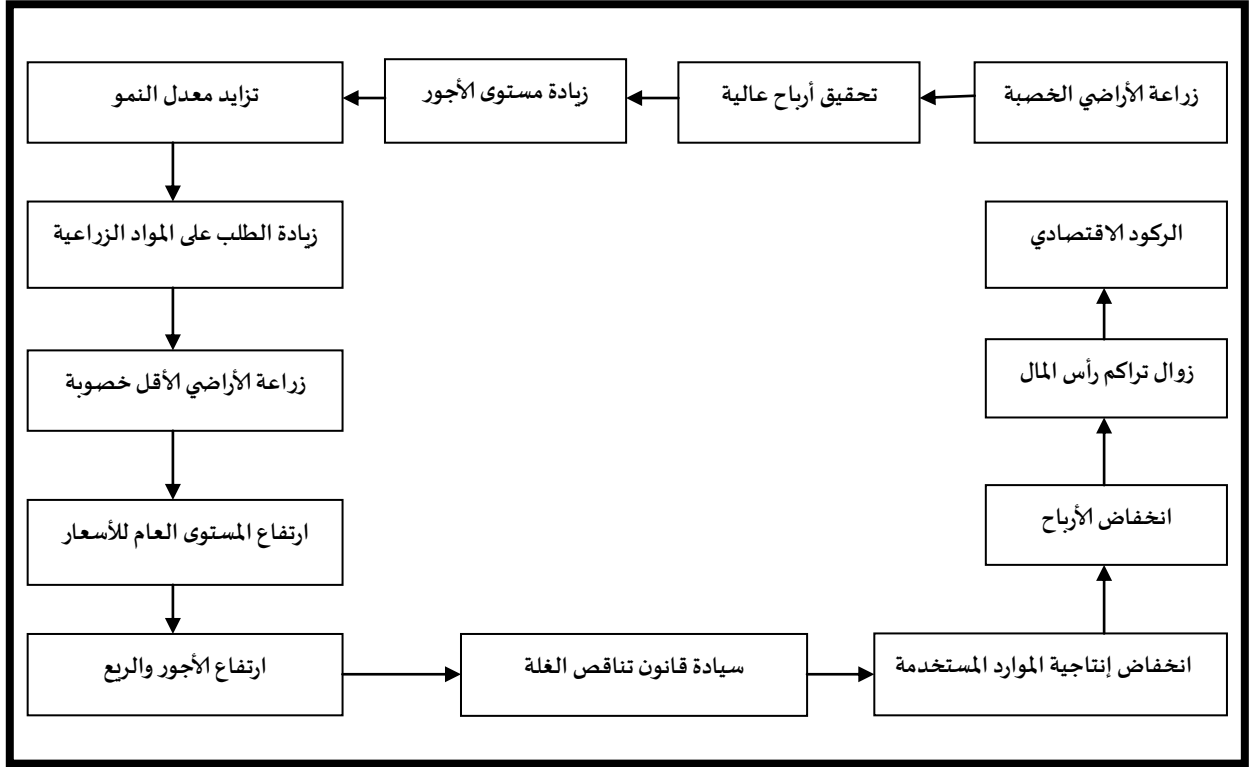 زراعة الأراضي الخصبة
تحقيق أرباح عالية
زيادة مستوى الأجور
تزايد معدل النمو
زيادة الطلب على المواد الزراعية
زراعة الأراضي الأقل خصوبة
ارتفاع المستوى العام للأسعار
ارتفاع الأجور والريع
سيادة قانون تناقص الغلة
انخفاض إنتاجية الموارد المستخدمة
انخفاض الأرباح
زوال تراكم رأس المال
الركود الاقتصادي